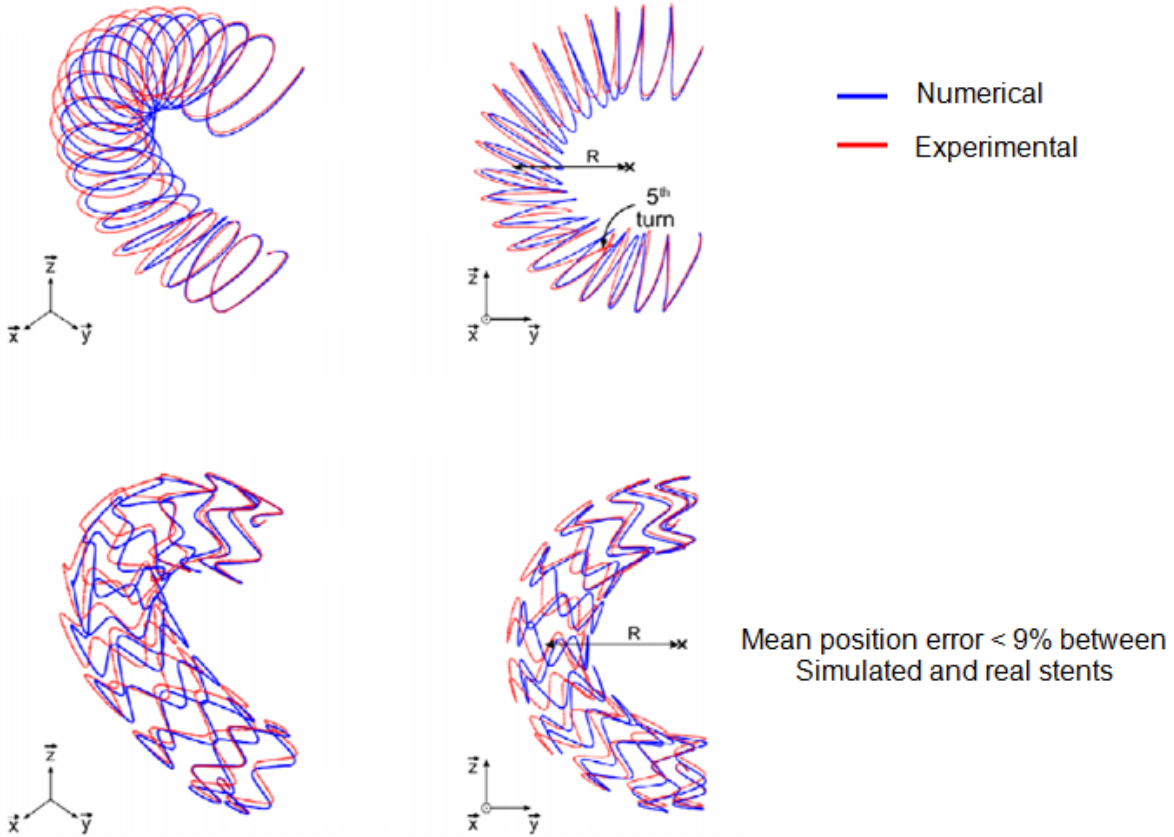 Numerical
Experimental
R
5th
turn
z
x
y
z
x
y
R
Mean position error < 9% between
Simulated and real stents
z
x
y
z
x
y